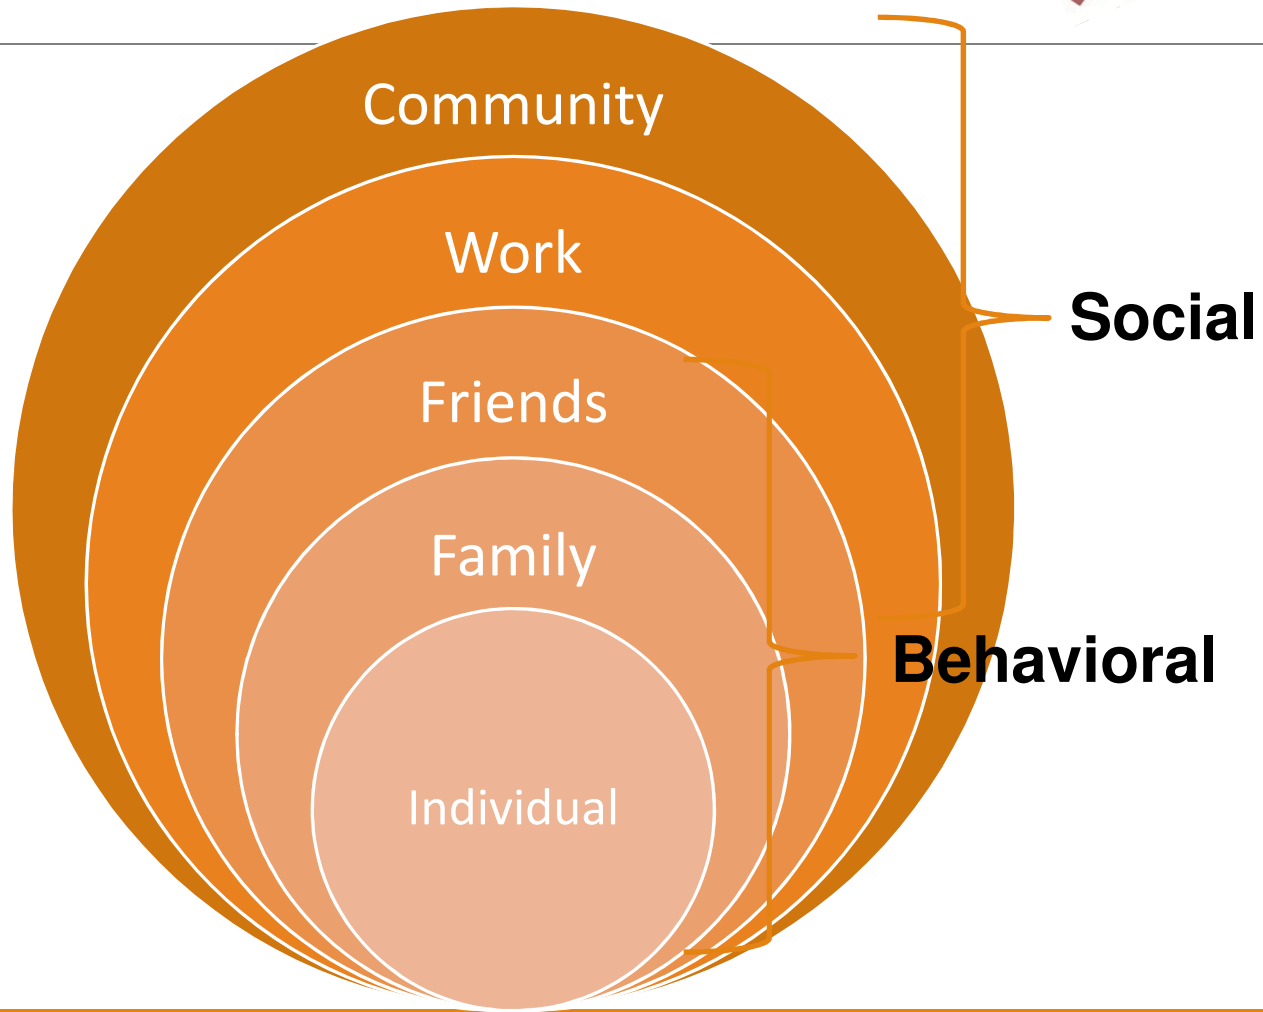 Community
Work
Social
Friends
Family
Behavioral
Individual